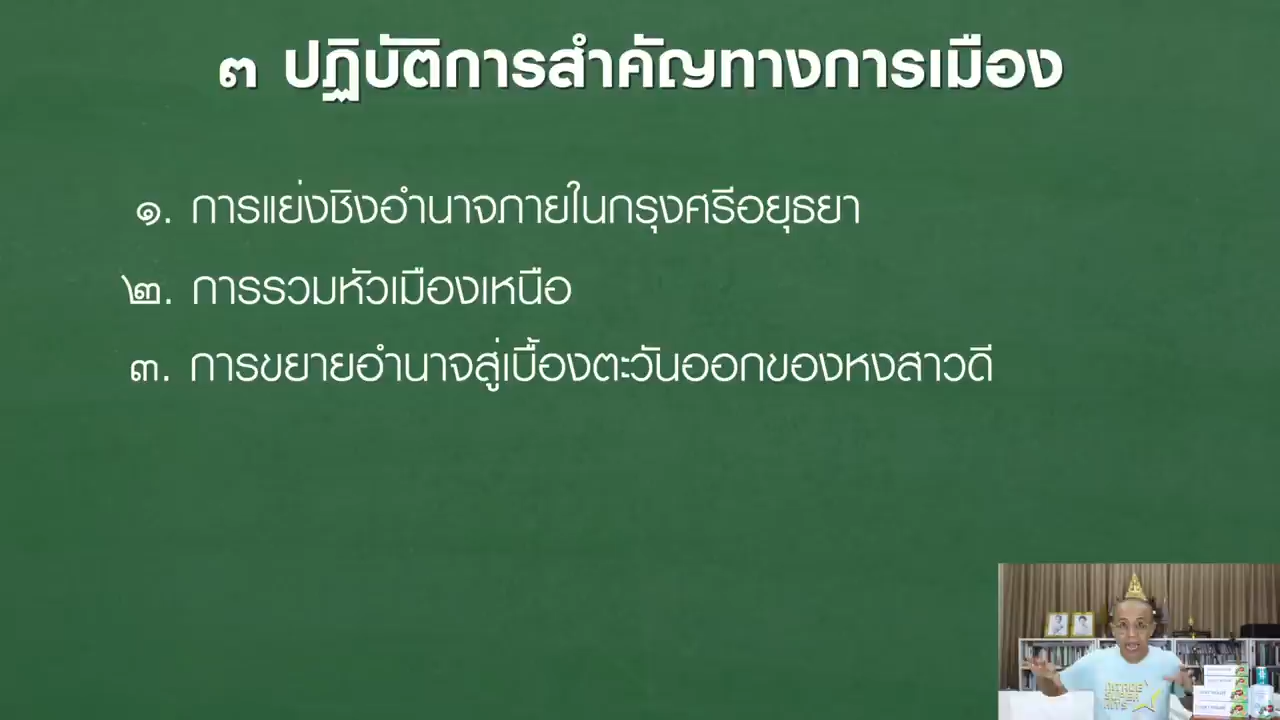 ๓ ปฏิบัติการสำคัญทางการเมือง
๑. การแย่งชิงอำนาจภายในกรุงศรีอยุธยา
๒. การรวมหัวเมืองเหนือ
๓. การขยายอำนาจสู่เบื้องตะวันออกของหงสาวดี